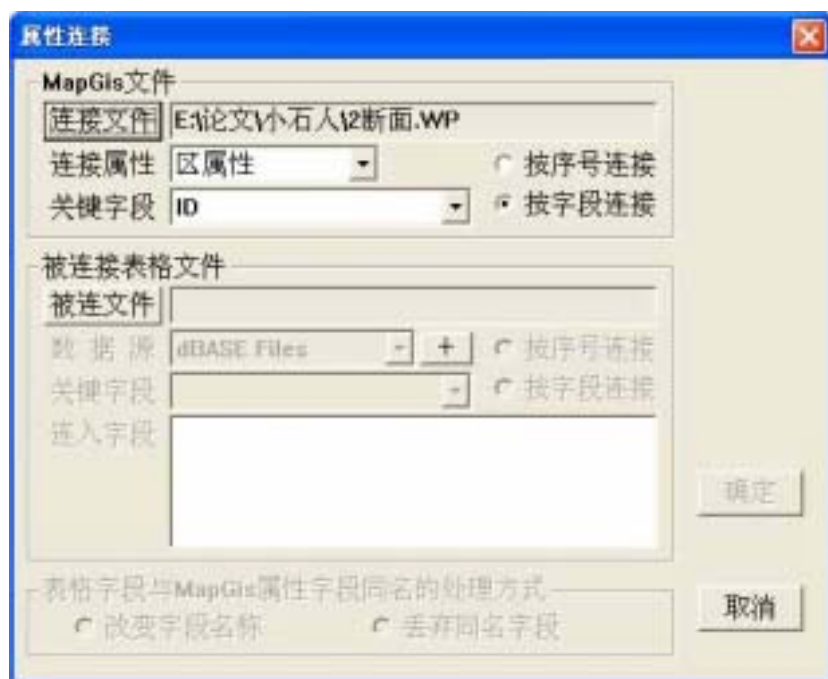 属性连接
MapGis文件
连接文件 E:\论文\小石人\2断面.WP
连接属性 区属性 按序号连接
关键字段 ID 按字段连接
被连接表格文件
被连文件
数据源 dBASE Files + 按序号连接
关键字段 按字段连接
连入字段
确定
表格字段与MapGis属性字段同名的处理方式
改变字段名称 丢弃同名字段
取消